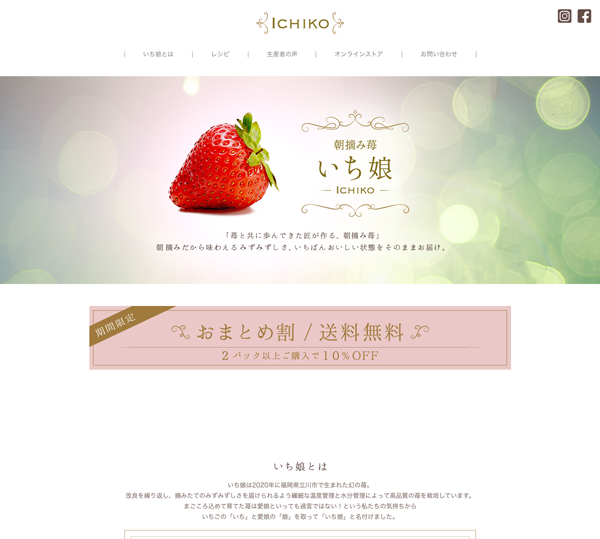 ICHIKO
いち娘とは
レシピ
生産者の声
オンラインストア
お問い合わせ
朝摘み苺
いち娘
ICHIKO
「苺と共に歩んできた匠が作る、朝摘み苺」
朝摘みだから味わえるみずみずしさ、いちばんおいしい状態をそのままお届け。
期間限定
おまとめ割 / 送料無料
2パック以上ご購入で10%OFF
いち娘とは
いち娘は2020年に福岡県立川市で生まれた幻の苺。
改良を繰り返し、摘みたてのみずみずしさを届けられるよう繊細な温度管理と水分管理によって高品質の苺を栽培しています。
まごころ込めて育てた苺は愛娘といっても過言ではない！という私たちの気持ちから
いちごの「いち」と愛娘の「娘」を取って「いち娘」と名付けました。